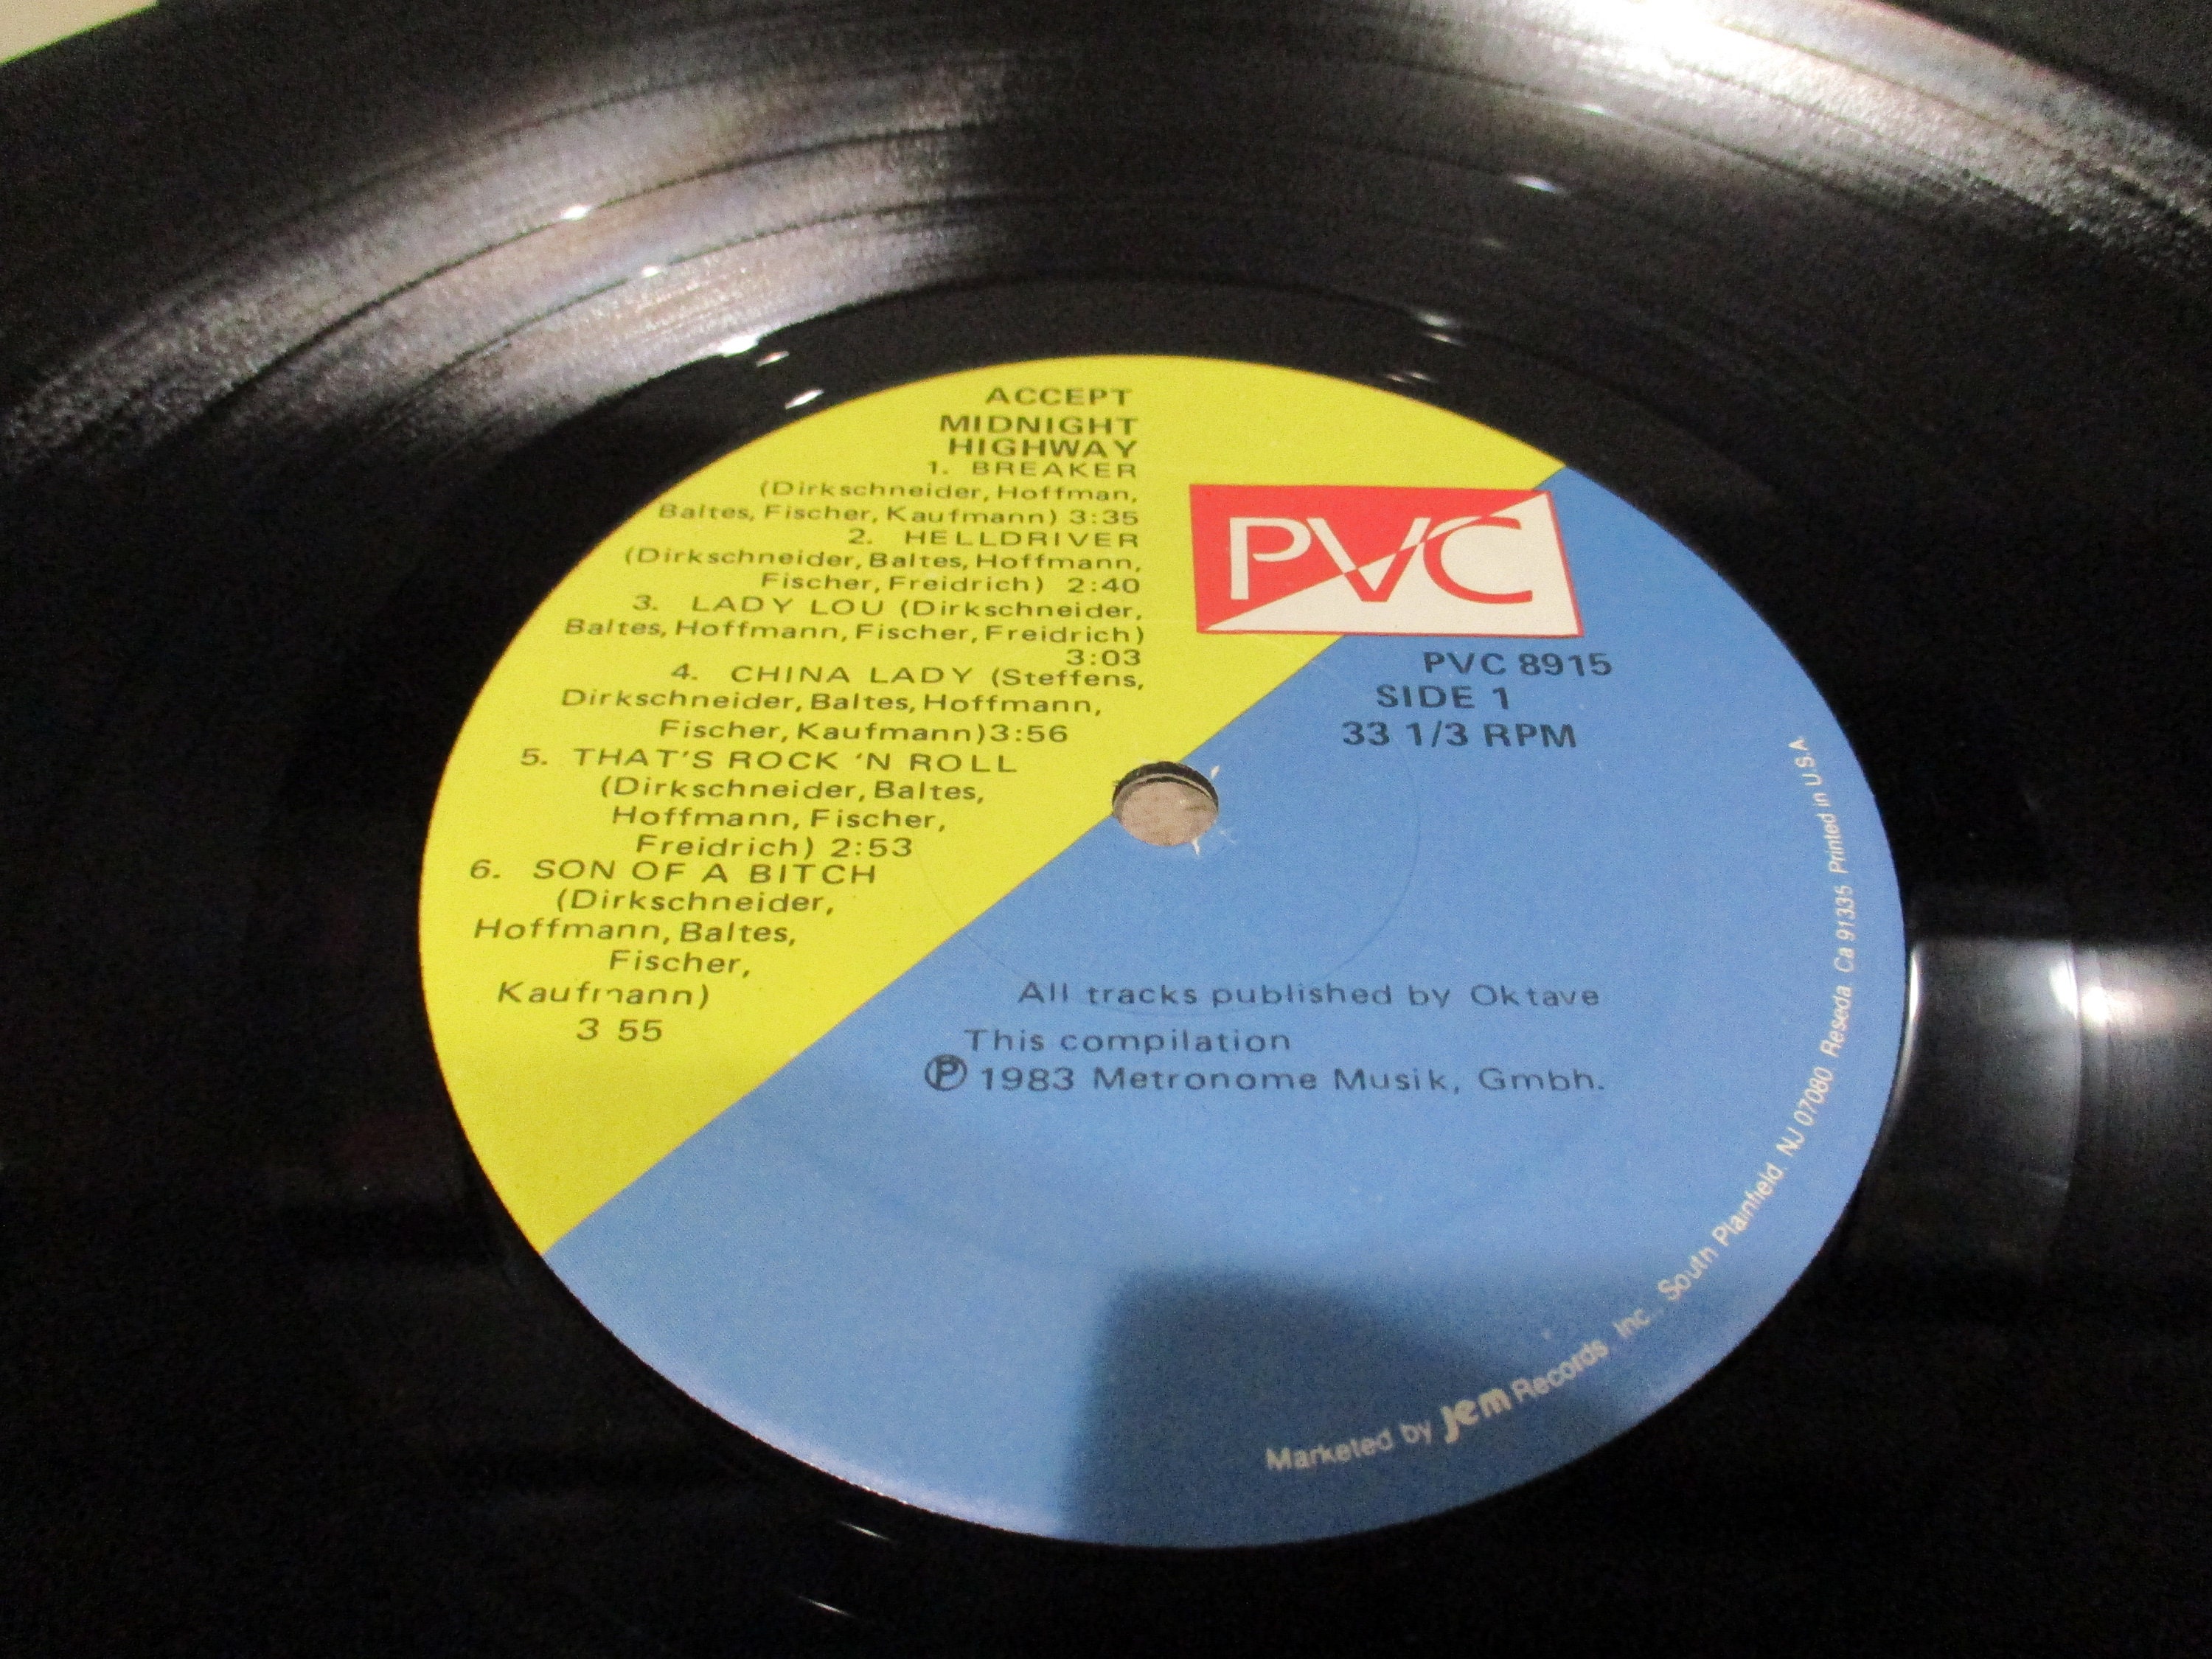 ACCEPT
MIDNIGHT
HIGHWAY
1. BREAKER
(Dirkschneider, Hoffman,
Baltes, Fischer, Kaufmann) 3:35
2. HELLDRIVER
(Dirkschneider, Baltes, Hoffmann,
Fischer, Freidrich) 2:40
3. LADY LOU (Dirkschneider,
Baltes, Hoffmann, Fischer, Freidrich)
3:03
4. CHINA LADY (Steffens,
Dirkschneider, Baltes, Hoffmann,
Fischer, Kaufmann)3:56
5. THAT'S ROCK 'N ROLL
(Dirkschneider, Baltes,
Hoffmann, Fischer,
Freidrich) 2:53
6. SON OF A BITCH
(Dirkschneider,
Hoffmann, Baltes,
Fischer,
Kaufmann)
3 55
PVC
PVC 8915
SIDE 1
33 1/3 RPM
All tracks published by Oktave
This compilation
℗ 1983 Metronome Musik, Gmbh.
Marketed by Jem Records, Inc., South Plainfield, NJ 07080 Reseda, Ca 91335 Printed in U.S.A.